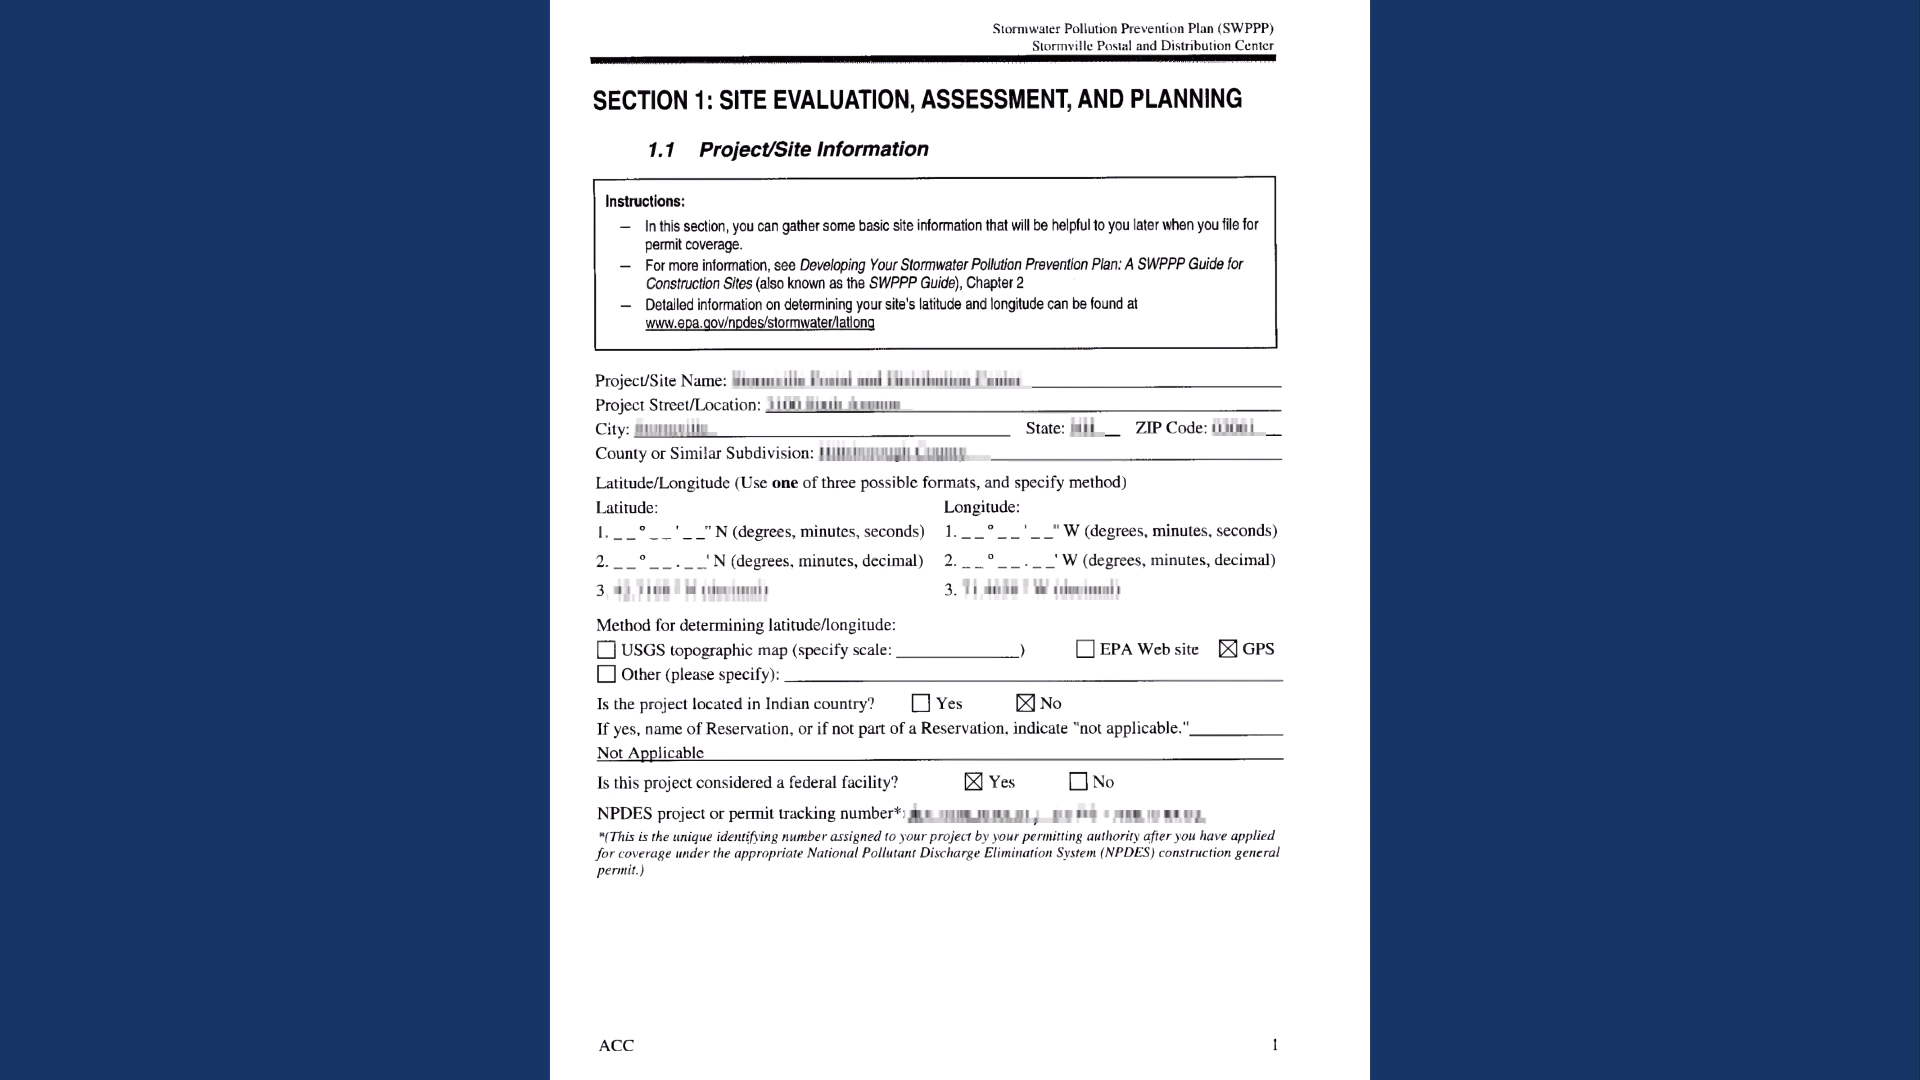 Stormwater Pollution Prevention Plan (SWPPP)
Stormville Postal and Distribution Center
SECTION 1: SITE EVALUATION, ASSESSMENT, AND PLANNING
1.1 Project/Site Information
Instructions:
– In this section, you can gather some basic site information that will be helpful to you later when you file for
permit coverage.
– For more information, see Developing Your Stormwater Pollution Prevention Plan: A SWPPP Guide for
Construction Sites (also known as the SWPPP Guide), Chapter 2
– Detailed information on determining your site's latitude and longitude can be found at
www.epa.gov/npdes/stormwater/latlong
Project/Site Name:
Project Street/Location:
City: State: ZIP Code:
County or Similar Subdivision:
Latitude/Longitude (Use one of three possible formats, and specify method)
Latitude: Longitude:
1. _ _ º _ _ ' _ _" N (degrees, minutes, seconds) 1. _ _ º _ _ ' _ _" W (degrees, minutes, seconds)
2. _ _ º _ _ . _ _' N (degrees, minutes, decimal) 2. _ _ º _ _ . _ _' W (degrees, minutes, decimal)
3. 3.
Method for determining latitude/longitude:
☐ USGS topographic map (specify scale: ______________) ☐ EPA Web site ☒ GPS
☐ Other (please specify):
Is the project located in Indian country? ☐ Yes ☒ No
If yes, name of Reservation, or if not part of a Reservation, indicate "not applicable."
Not Applicable
Is this project considered a federal facility? ☒ Yes ☐ No
NPDES project or permit tracking number*:
*(This is the unique identifying number assigned to your project by your permitting authority after you have applied
for coverage under the appropriate National Pollutant Discharge Elimination System (NPDES) construction general
permit.)
ACC 1